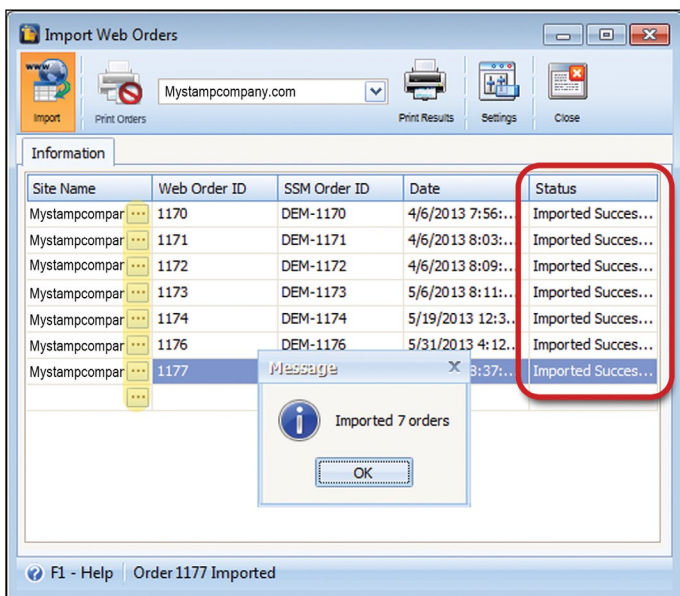 Import Web Orders
www
Import
Print Orders
Mystampcompany.com
Print Results
Settings
Close
Information
Site Name Web Order ID SSM Order ID Date Status
Mystampcompar ... 1170 DEM-1170 4/6/2013 7:56:... Imported Succes...
Mystampcompar ... 1171 DEM-1171 4/6/2013 8:03:... Imported Succes...
Mystampcompar ... 1172 DEM-1172 4/6/2013 8:09:... Imported Succes...
Mystampcompar ... 1173 DEM-1173 5/6/2013 8:11:... Imported Succes...
Mystampcompar ... 1174 DEM-1174 5/19/2013 12:3... Imported Succes...
Mystampcompar ... 1176 DEM-1176 5/31/2013 4:12... Imported Succes...
Mystampcompar ... 1177 3:37:... Imported Succes...
...
Message X
Imported 7 orders
OK
F1 - Help Order 1177 Imported